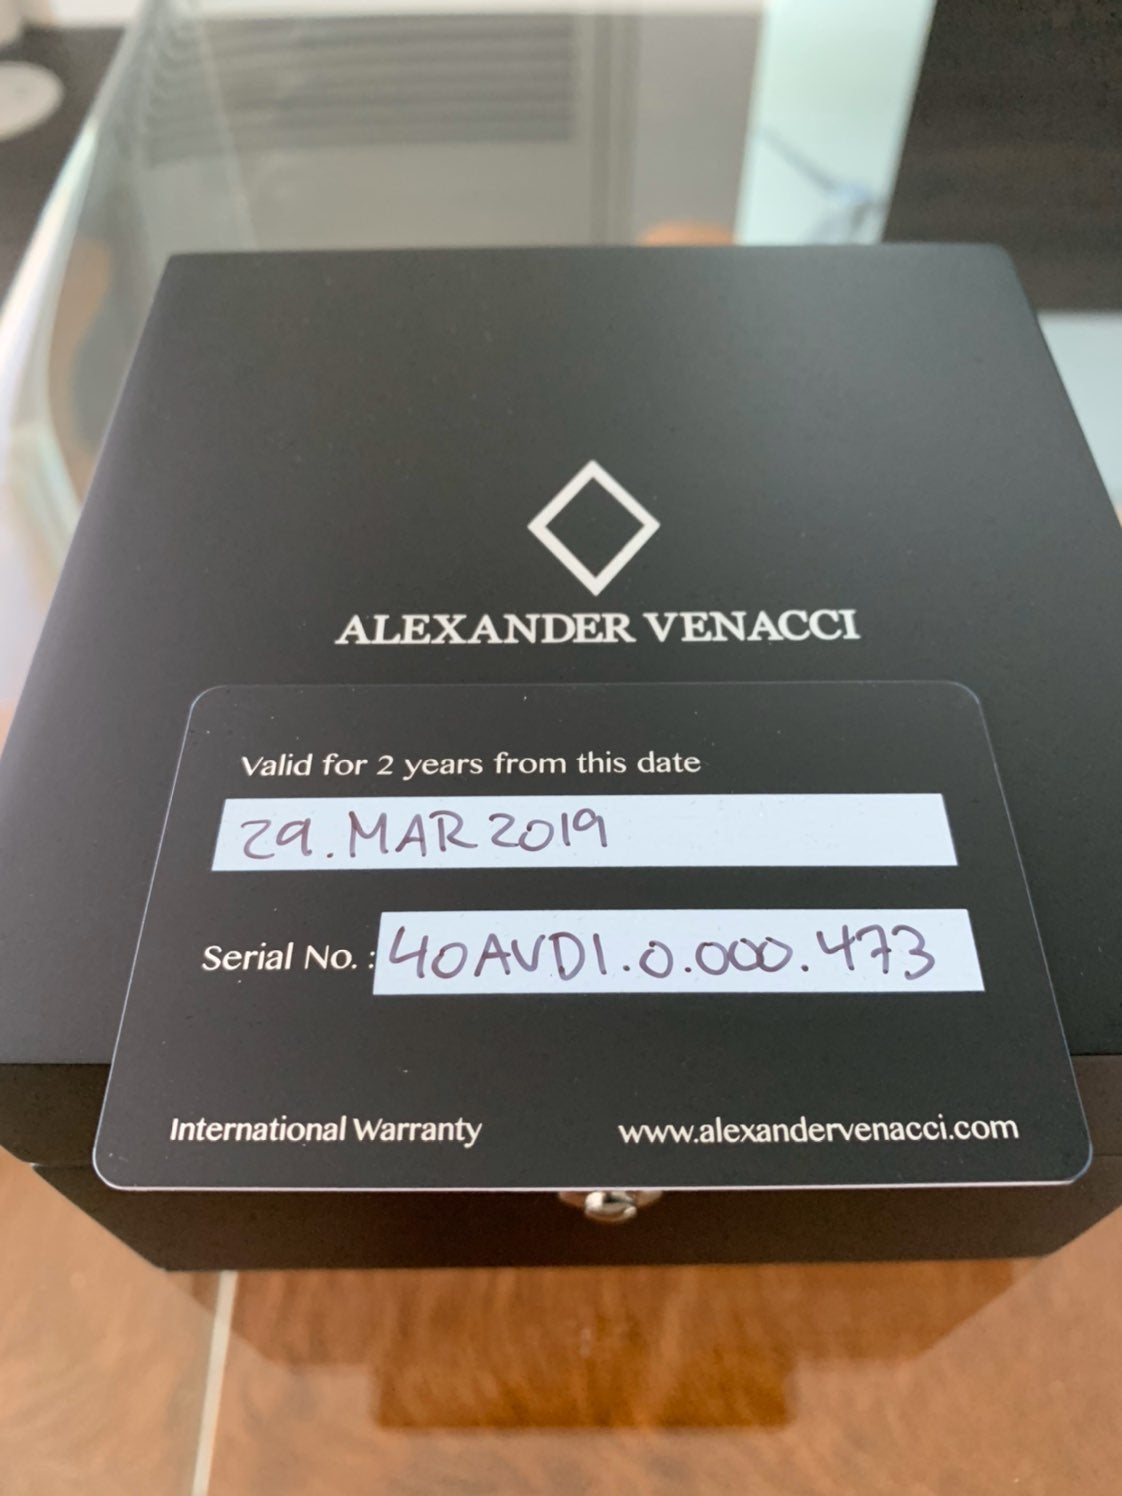 ALEXANDER VENACCI
Valid for 2 years from this date
29.MAR 2019
Serial No. : 40AVDI.0.000.473
International Warranty www.alexandervenacci.com